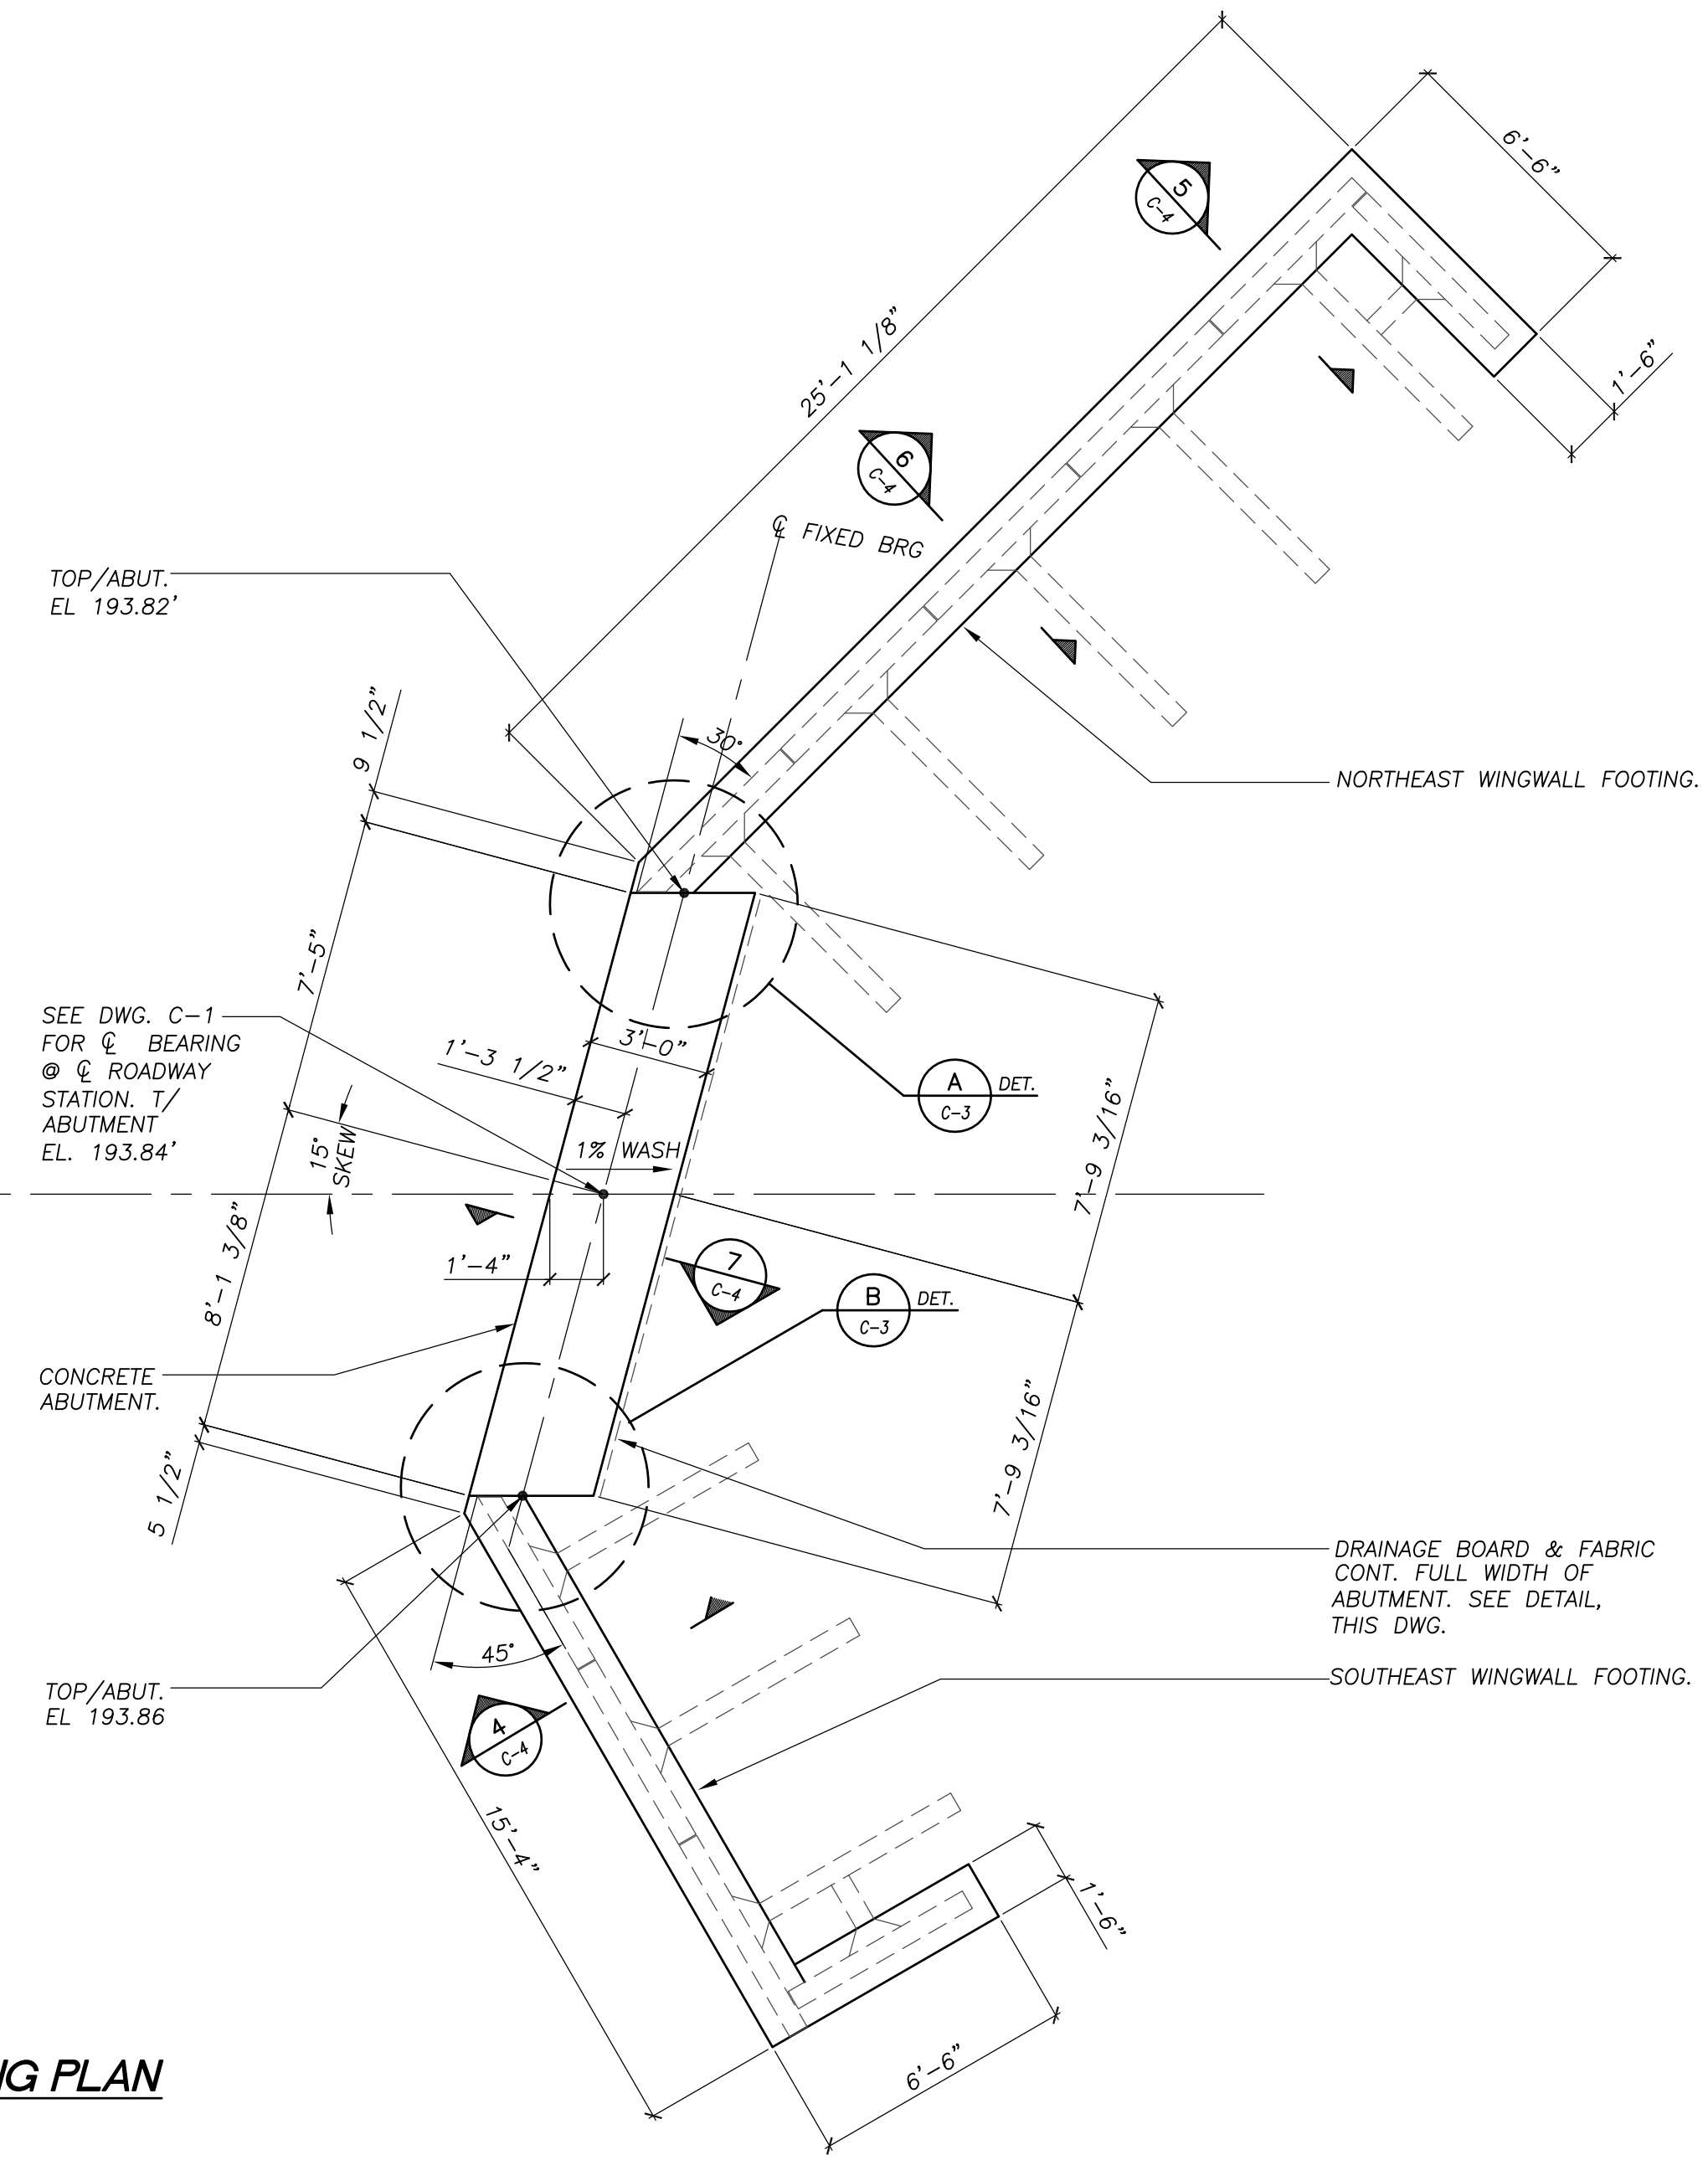 6'-6"
5
C-4
25'-1 1/8"
1'-6"
6
C-4
℄ FIXED BRG
TOP/ABUT.
EL 193.82'
9 1/2"
30°
NORTHEAST WINGWALL FOOTING.
7'-5"
SEE DWG. C-1
FOR ℄ BEARING
@ ℄ ROADWAY
STATION. T/
ABUTMENT
EL. 193.84'
1'-3 1/2"
3'-0"
A
C-3
DET.
15°
SKEW
1% WASH
7'-9 3/16"
8'-1 3/8"
1'-4"
7
C-4
B
C-3
DET.
CONCRETE
ABUTMENT.
7'-9 3/16"
5 1/2"
DRAINAGE BOARD & FABRIC
CONT. FULL WIDTH OF
ABUTMENT. SEE DETAIL,
THIS DWG.
45°
TOP/ABUT.
EL 193.86
SOUTHEAST WINGWALL FOOTING.
4
C-4
15'-4"
1'-6"
6'-6"
PLAN